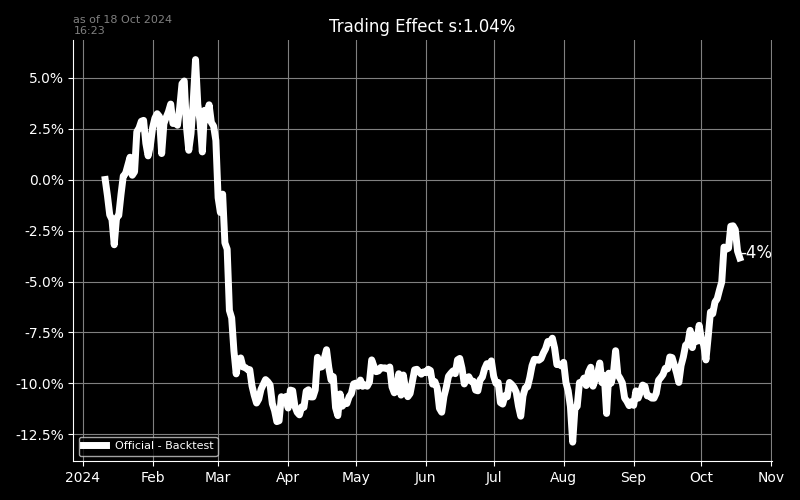 as of 18 Oct 2024
16:23
Trading Effect s:1.04%
5.0%
2.5%
0.0%
-2.5%
-5.0%
-7.5%
-10.0%
-12.5%
-4%
Official - Backtest
2024 Feb Mar Apr May Jun Jul Aug Sep Oct Nov